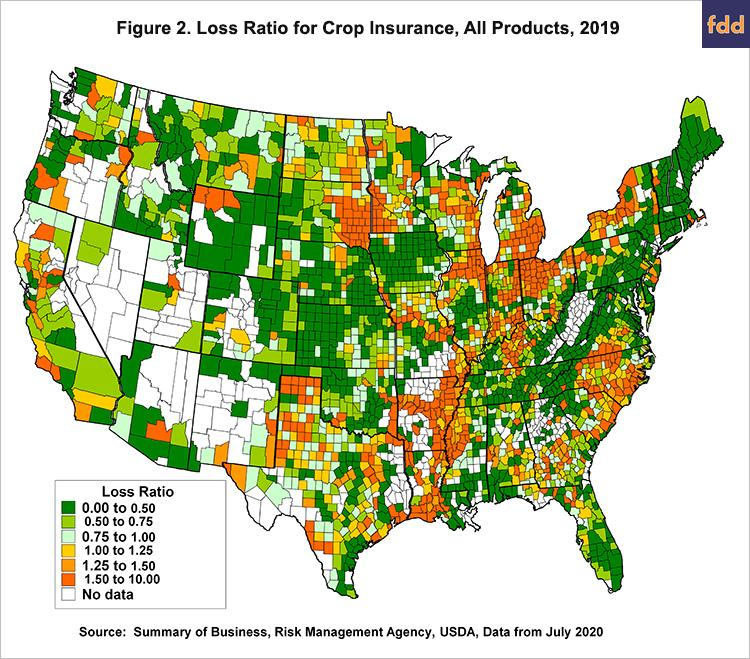 Figure 2. Loss Ratio for Crop Insurance, All Products, 2019
fdd
Loss Ratio
0.00 to 0.50
0.50 to 0.75
0.75 to 1.00
1.00 to 1.25
1.25 to 1.50
1.50 to 10.00
No data
Source: Summary of Business, Risk Management Agency, USDA, Data from July 2020